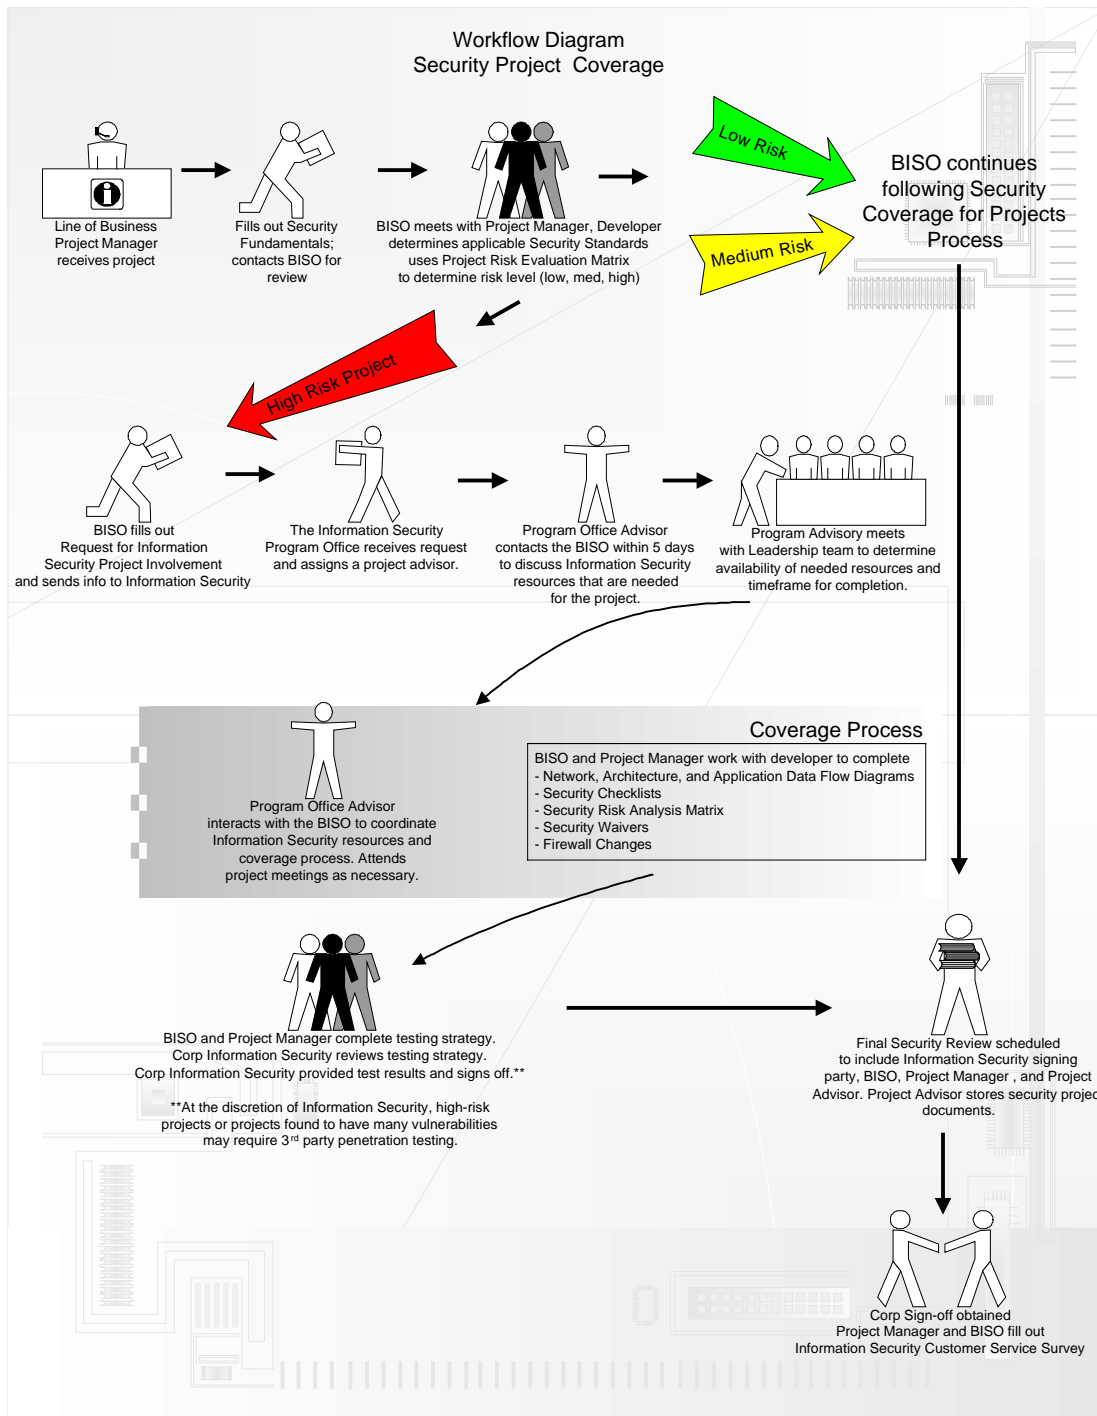 Workflow Diagram
Security Project Coverage
Low Risk
Medium Risk
BISO continues
following Security
Coverage for Projects
Process
Line of Business
Project Manager
receives project
Fills out Security
Fundamentals;
contacts BISO for
review
BISO meets with Project Manager, Developer
determines applicable Security Standards
uses Project Risk Evaluation Matrix
to determine risk level (low, med, high)
High Risk Project
BISO fills out
Request for Information
Security Project Involvement
and sends info to Information Security
The Information Security
Program Office receives request
and assigns a project advisor.
Program Office Advisor
contacts the BISO within 5 days
to discuss Information Security
resources that are needed
for the project.
Program Advisory meets
with Leadership team to determine
availability of needed resources and
timeframe for completion.
Coverage Process
Program Office Advisor
interacts with the BISO to coordinate
Information Security resources and
coverage process. Attends
project meetings as necessary.
BISO and Project Manager work with developer to complete
- Network, Architecture, and Application Data Flow Diagrams
- Security Checklists
- Security Risk Analysis Matrix
- Security Waivers
- Firewall Changes
BISO and Project Manager complete testing strategy.
Corp Information Security reviews testing strategy.
Corp Information Security provided test results and signs off.**
**At the discretion of Information Security, high-risk
projects or projects found to have many vulnerabilities
may require 3rd party penetration testing.
Final Security Review scheduled
to include Information Security signing
party, BISO, Project Manager , and Project
Advisor. Project Advisor stores security projec
documents.
Corp Sign-off obtained
Project Manager and BISO fill out
Information Security Customer Service Survey